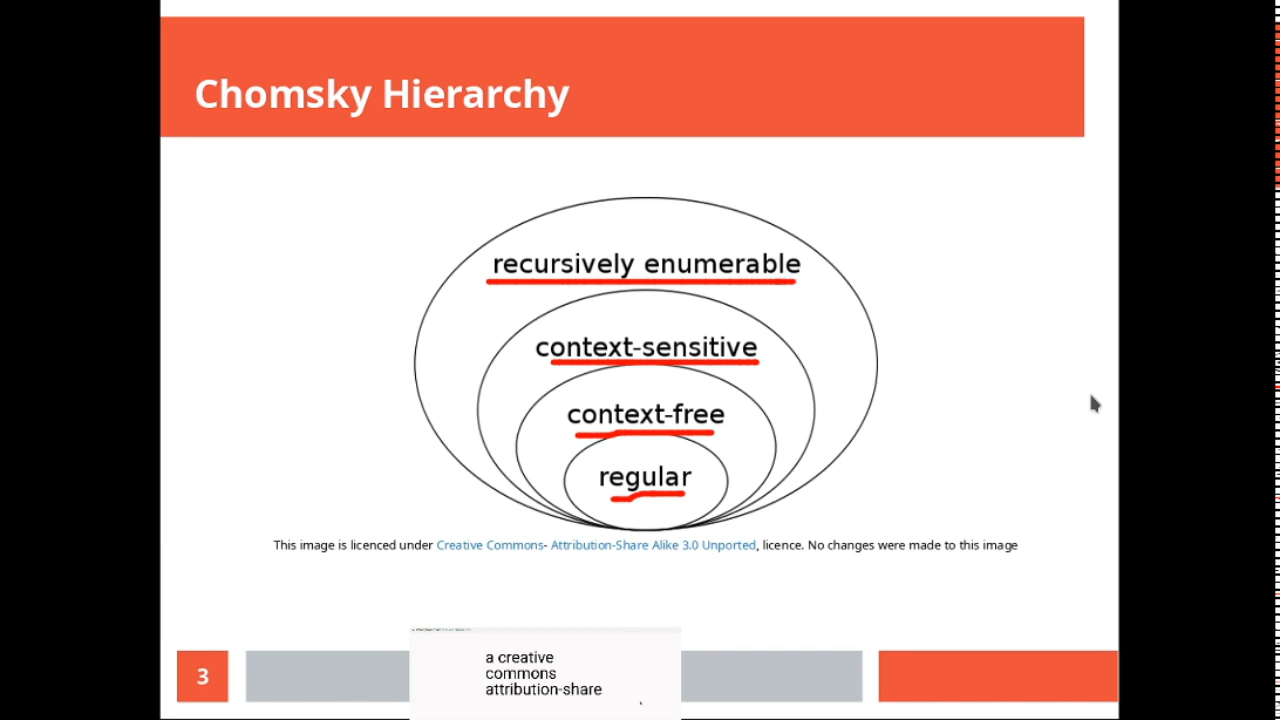 Chomsky Hierarchy
recursively enumerable
context-sensitive
context-free
regular
This image is licenced under Creative Commons- Attribution-Share Alike 3.0 Unported, licence. No changes were made to this image
3
a creative
commons
attribution-share